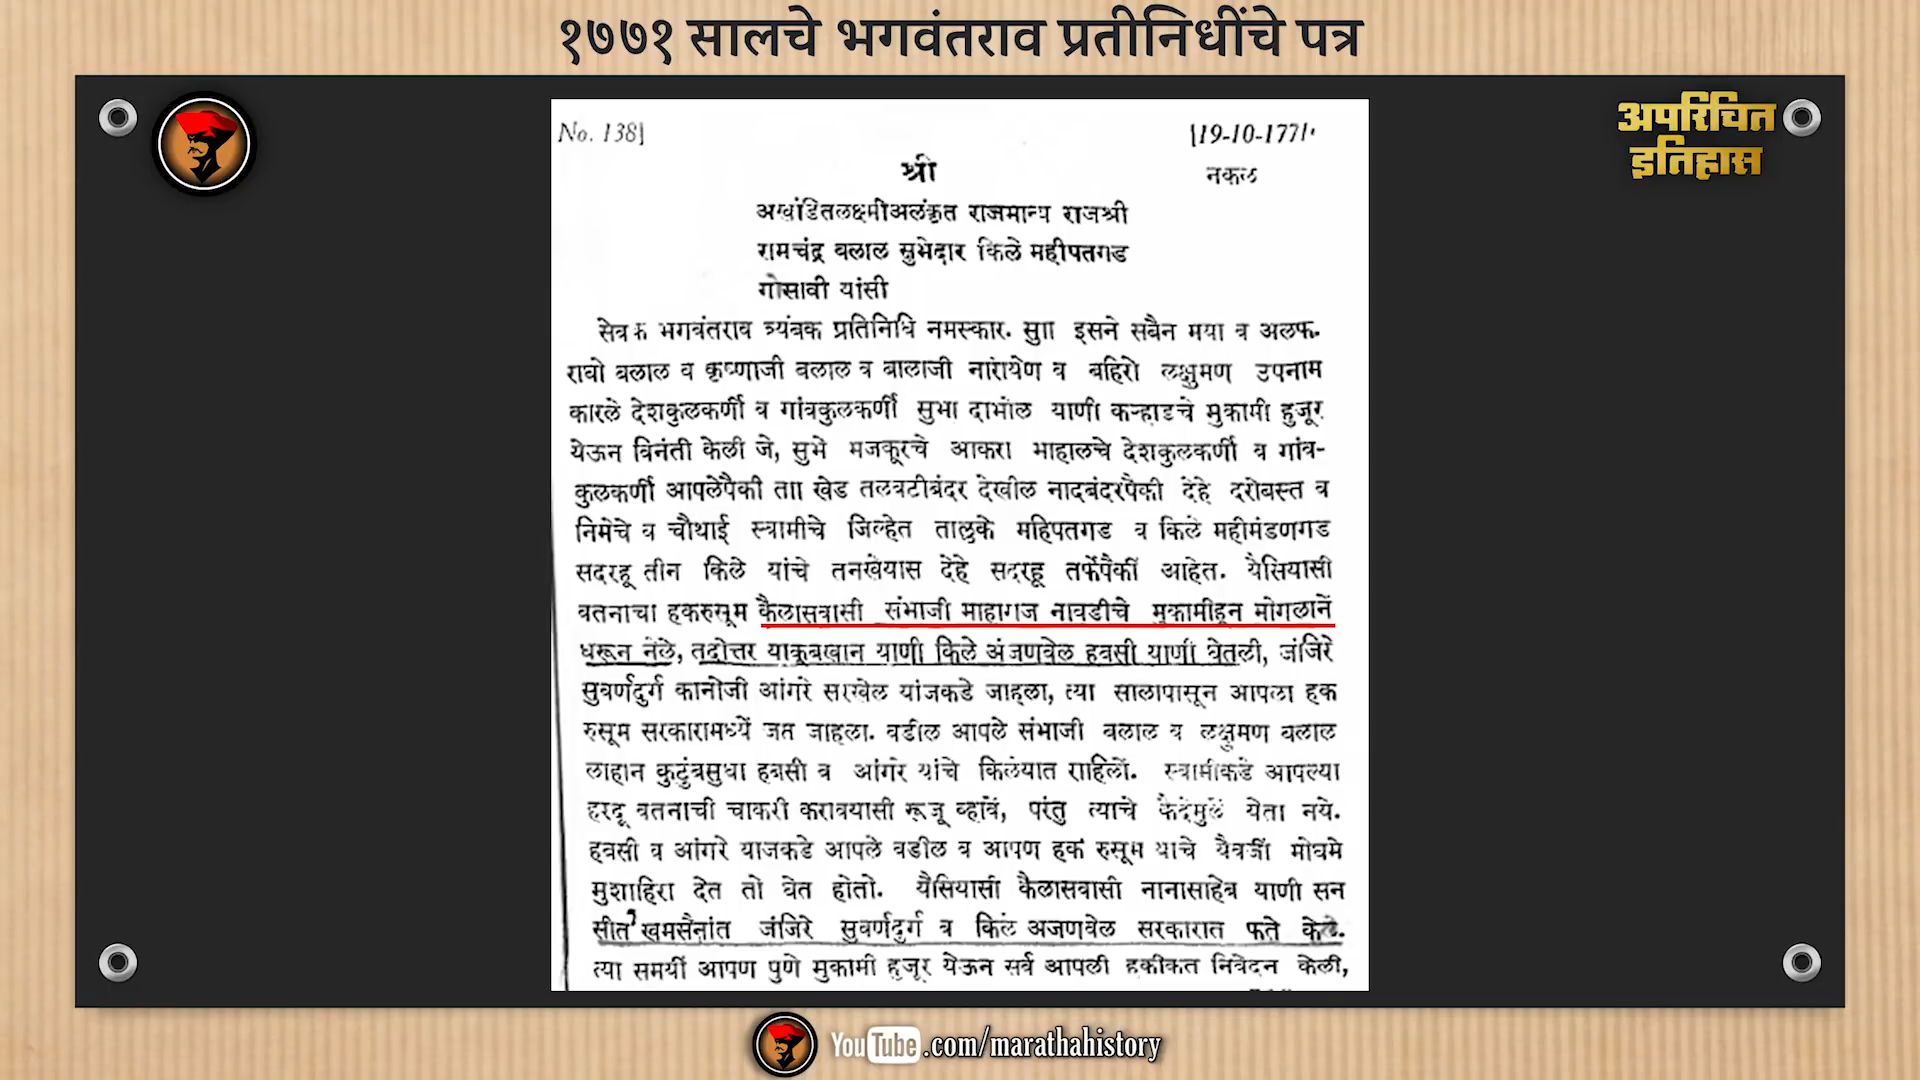 १७७१ सालचे भगवंतराव प्रतीनिधींचे पत्र
अपरिचित
इतिहास
No. 138]
[19-10-1771
श्री
नकल
अखंडितलक्ष्मीअलंकृत राजमान्य राजश्री
रामचंद्र बलाल सुभेदार किले महीपतगड
गोसावी यांसी
सेवक भगवंतराव त्र्यंबक प्रतिनिधि नमस्कार. सु॥ इसने सबैन मया व अलफ.
राघो बलाल व कृष्णाजी बलाल व बालाजी नारायेण व बहिरो लक्षुमण उपनाम
कारले देशकुलकर्णी व गांवकुलकर्णी सुभा दाभोल याणी कऱ्हाडचे मुकामी हुजूर
येऊन विनंती केली जे, सुभे मजकूरचे आकरा माहालचे देशकुलकर्णी व गांव-
कुलकर्णी आपलेपैकी ता॥ खेड तलवटीबंदर देखील नादबंदरपैकी देहे दरोबस्त व
निमेचे व चौथाई स्वामीचे जिल्हेत तालुके महिपतगड व किले महीमंडणगड
सदरहू तीन किले यांचे तनखेयास देहे सदरहू तर्फेपैकीं आहेत. यैसियासी
वतनाचा हकरुसूम कैलासवासी संभाजी माहाराज नावडीचे मुकामीहून मोगलानें
धरून नेले, तदोत्तर याकूबखान याणी किले अंजणवेल हबसी याणी घेतली, जंजिरे
सुवर्णदुर्ग कानोजी आंगरे सरखेल यांजकडे जाहला, त्या सालापासून आपला हक
रुसूम सरकारामध्यें जत जाहला. वडील आपले संभाजी बलाल व लक्षुमण बलाल
लाहान कुटुंबसुधा हबसी व आंगरे यांचे किलेयात राहिलों. स्वामीकडे आपल्या
हरदू वतनाची चाकरी करावयासी रूजू व्हावें, परंतु त्याचे कैदेमुलें येता नये.
हबसी व आंगरे याजकडे आपले वडील व आपण हक रुसूम याचे यैवजीं मोघमे
मुशाहिरा देत तो घेत होतो. यैसियासी कैलासवासी नानासाहेब याणी सन
सीत खमसैनांत जंजिरे सुवर्णदुर्ग व किले अजणवेल सरकारात फते केले.
त्या समयीं आपण पुणे मुकामी हुजूर येऊन सर्व आपली हकीकत निवेदन केली,
YouTube.com/marathahistory